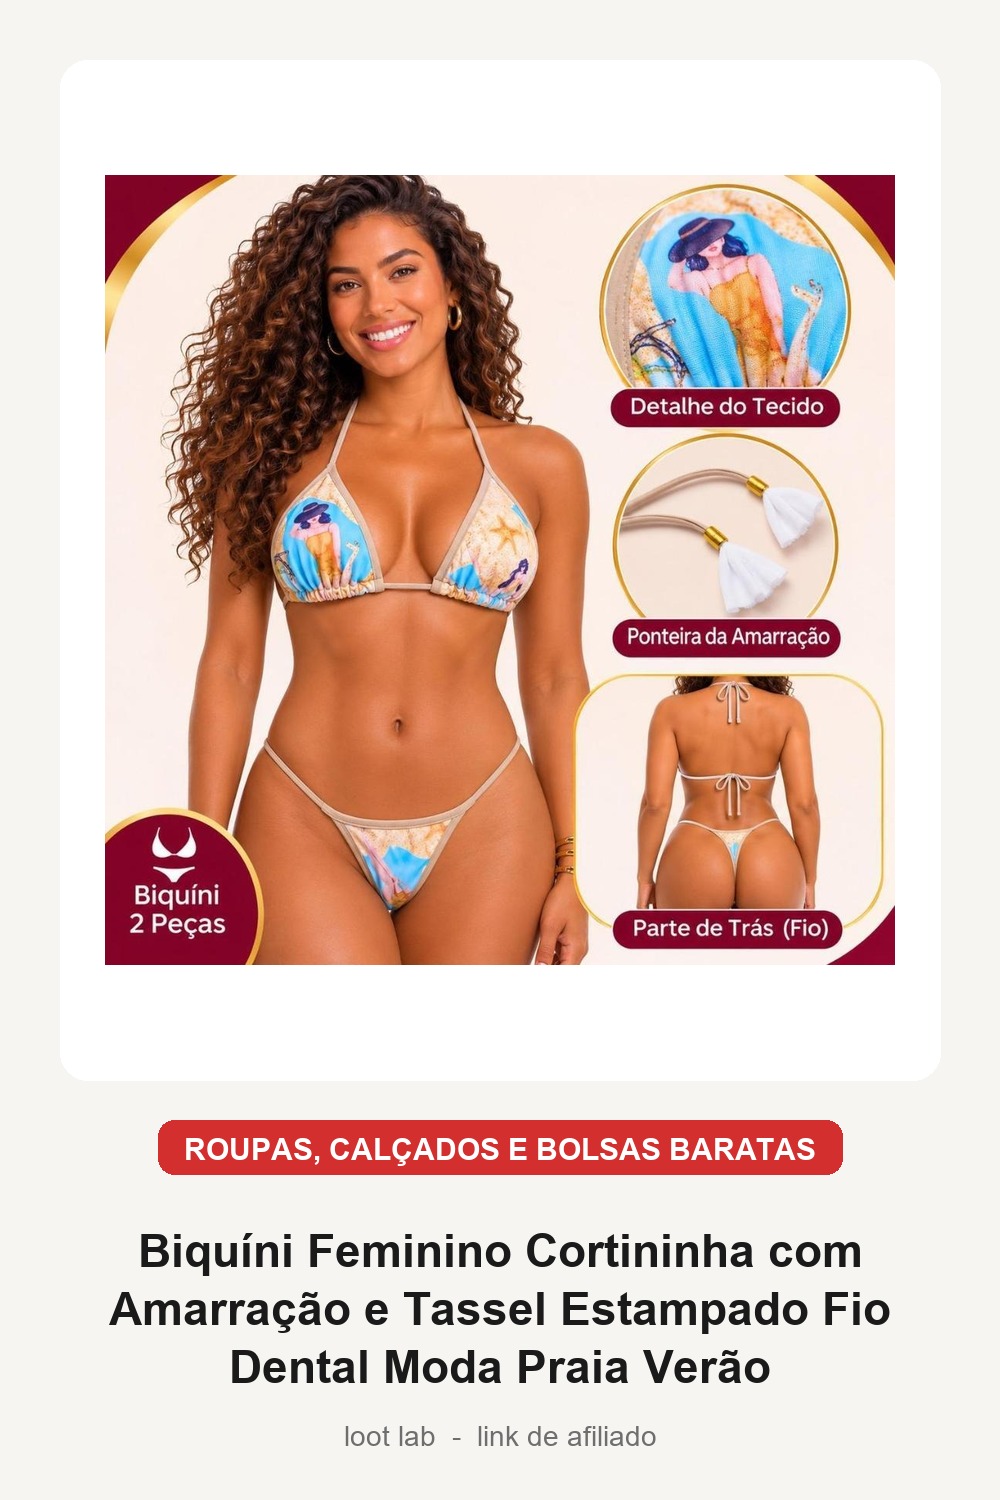 Detalhe do Tecido
Ponteira da Amarração
Biquíni
2 Peças
Parte de Trás (Fio)
ROUPAS, CALÇADOS E BOLSAS BARATAS
Biquíni Feminino Cortininha com
Amarração e Tassel Estampado Fio
Dental Moda Praia Verão
loot lab - link de afiliado